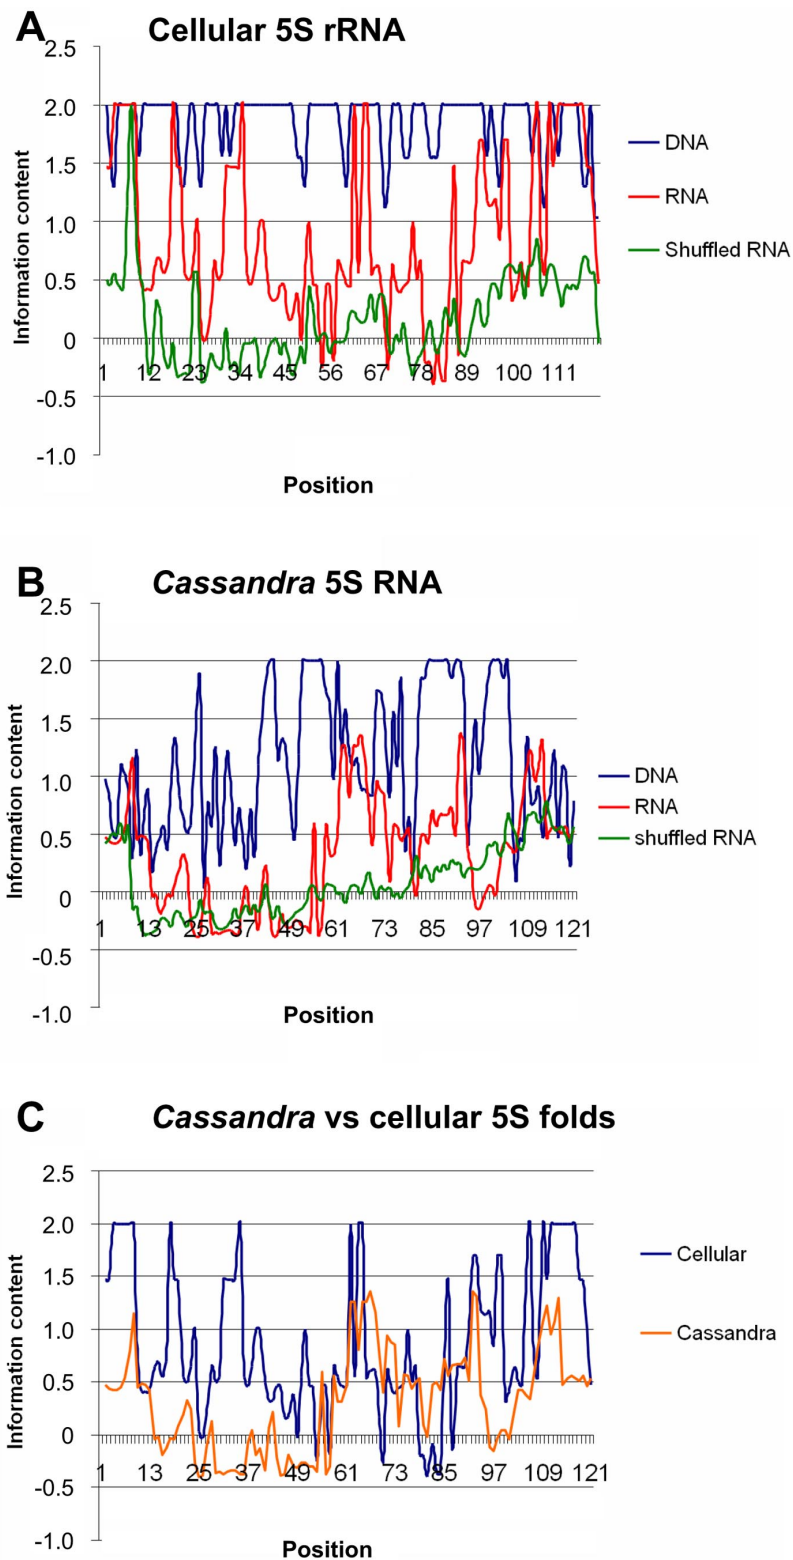 A
Cellular 5S rRNA
2.5
2.0
1.5
1.0
0.5
0
-0.5
-1.0
Information content
1 12 23 34 45 56 67 78 89 100 111
Position
DNA
RNA
Shuffled RNA
B
Cassandra 5S RNA
2.5
2.0
1.5
1.0
0.5
0
-0.5
-1.0
Information content
1 13 25 37 49 61 73 85 97 109 121
Position
DNA
RNA
shuffled RNA
C
Cassandra vs cellular 5S folds
2.5
2.0
1.5
1.0
0.5
0
-0.5
-1.0
Information content
1 13 25 37 49 61 73 85 97 109 121
Position
Cellular
Cassandra